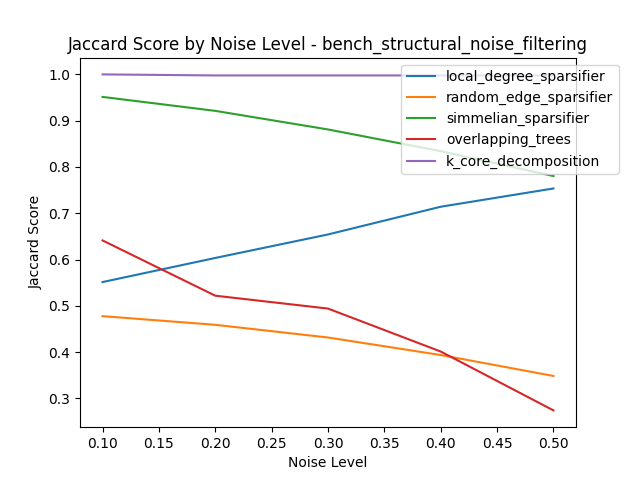 Jaccard Score by Noise Level - bench_structural_noise_filtering
1.0
0.9
0.8
0.7
0.6
0.5
0.4
0.3
Jaccard Score
local_degree_sparsifier
random_edge_sparsifier
simmelian_sparsifier
overlapping_trees
k_core_decomposition
0.10 0.15 0.20 0.25 0.30 0.35 0.40 0.45 0.50
Noise Level